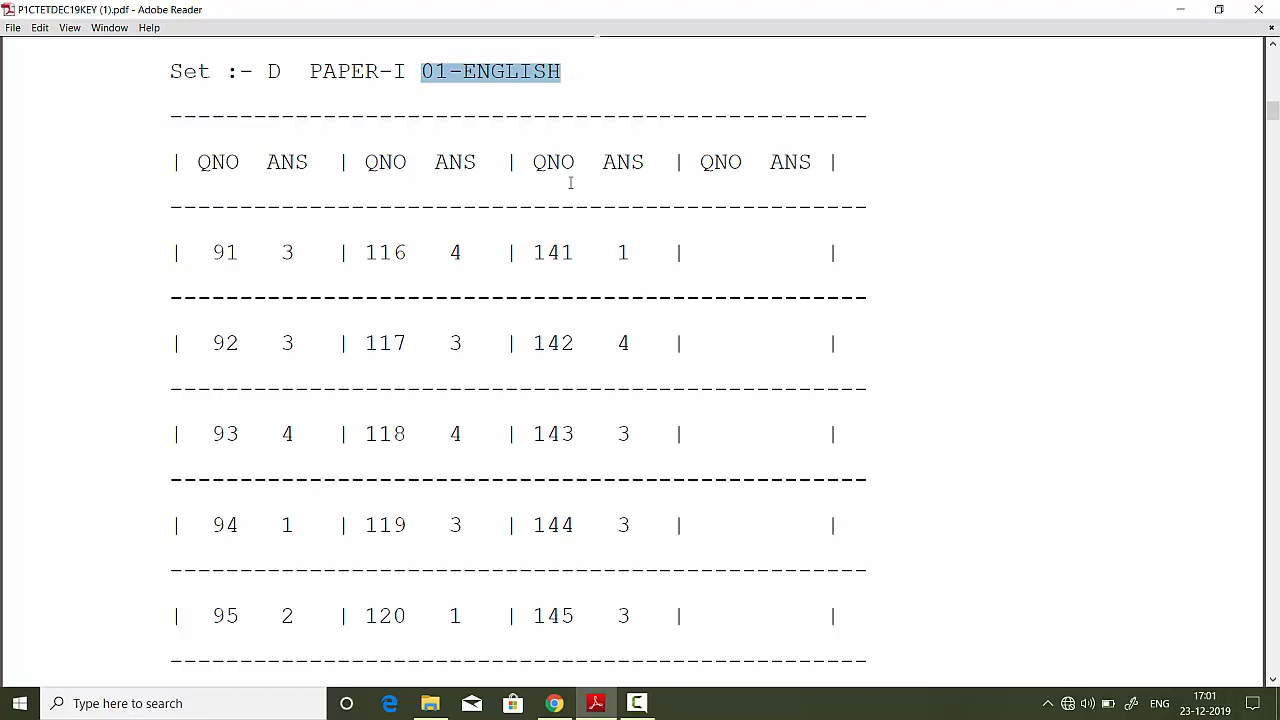 P1CTETDEC19KEY (1).pdf - Adobe Reader
File Edit View Window Help
Set :- D PAPER-I 01-ENGLISH
---------------------------------------------------
| QNO ANS | QNO ANS | QNO ANS | QNO ANS |
---------------------------------------------------
| 91 3 | 116 4 | 141 1 | |
---------------------------------------------------
| 92 3 | 117 3 | 142 4 | |
---------------------------------------------------
| 93 4 | 118 4 | 143 3 | |
---------------------------------------------------
| 94 1 | 119 3 | 144 3 | |
---------------------------------------------------
| 95 2 | 120 1 | 145 3 | |
---------------------------------------------------
Type here to search
ENG
17:01
23-12-2019